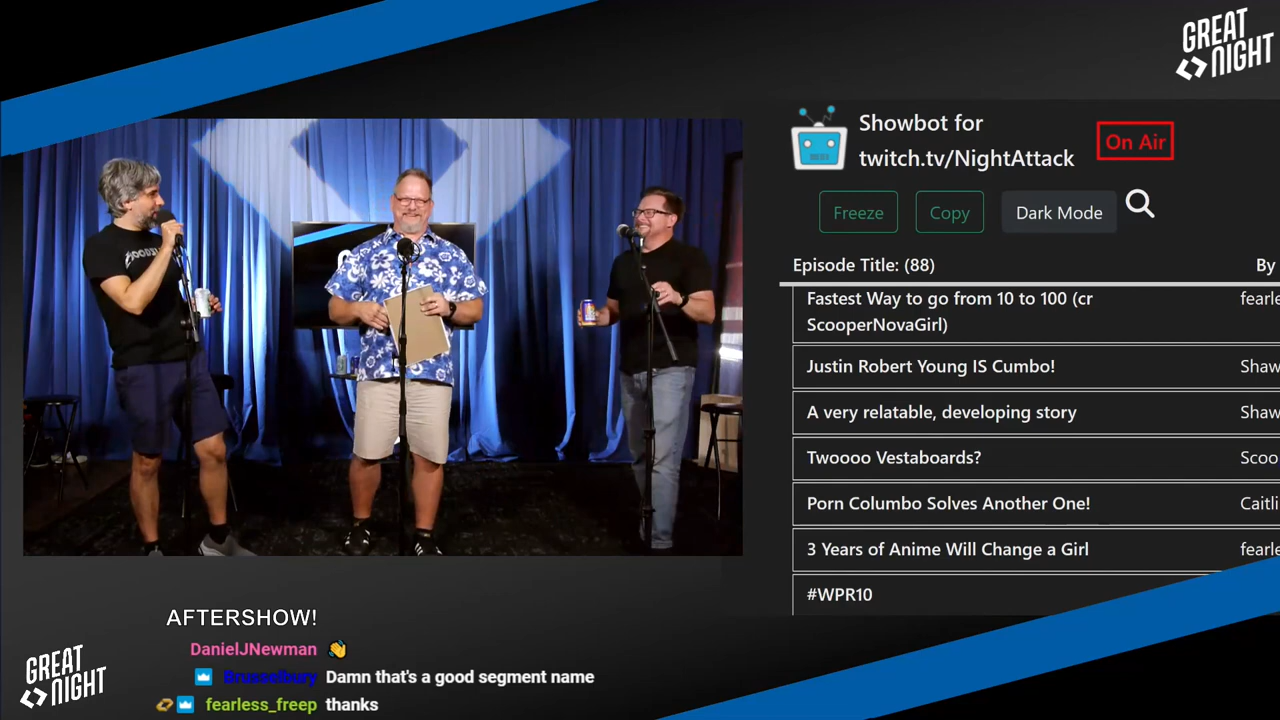 GREAT
NIGHT
Showbot for
twitch.tv/NightAttack
On Air
Freeze
Copy
Dark Mode
Episode Title: (88)
By
Fastest Way to go from 10 to 100 (cr
fearle
ScooperNovaGirl)
Justin Robert Young IS Cumbo!
Shaw
A very relatable, developing story
Shaw
Twoooo Vestaboards?
Scoo
Porn Columbo Solves Another One!
Caitli
3 Years of Anime Will Change a Girl
fearle
#WPR10
AFTERSHOW!
DanielJNewman 👋
Brusselbury Damn that's a good segment name
fearless_freep thanks
GREAT
NIGHT